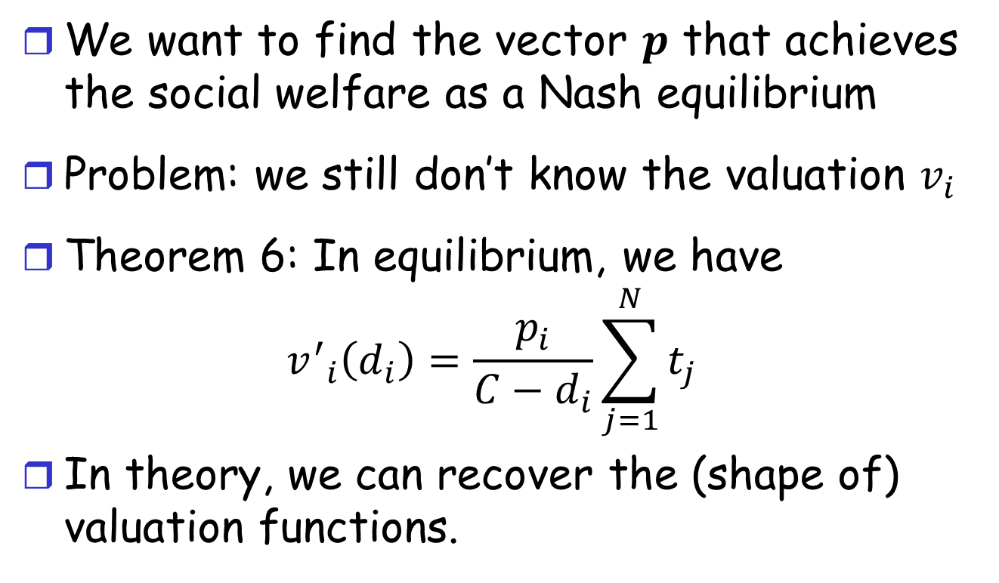 ❒ We want to find the vector 𝒑 that achieves
the social welfare as a Nash equilibrium
❒ Problem: we still don't know the valuation 𝑣ᵢ
❒ Theorem 6: In equilibrium, we have
v'_i(d_i) = \frac{p_i}{C - d_i} \sum_{j=1}^{N} t_j
❒ In theory, we can recover the (shape of)
valuation functions.